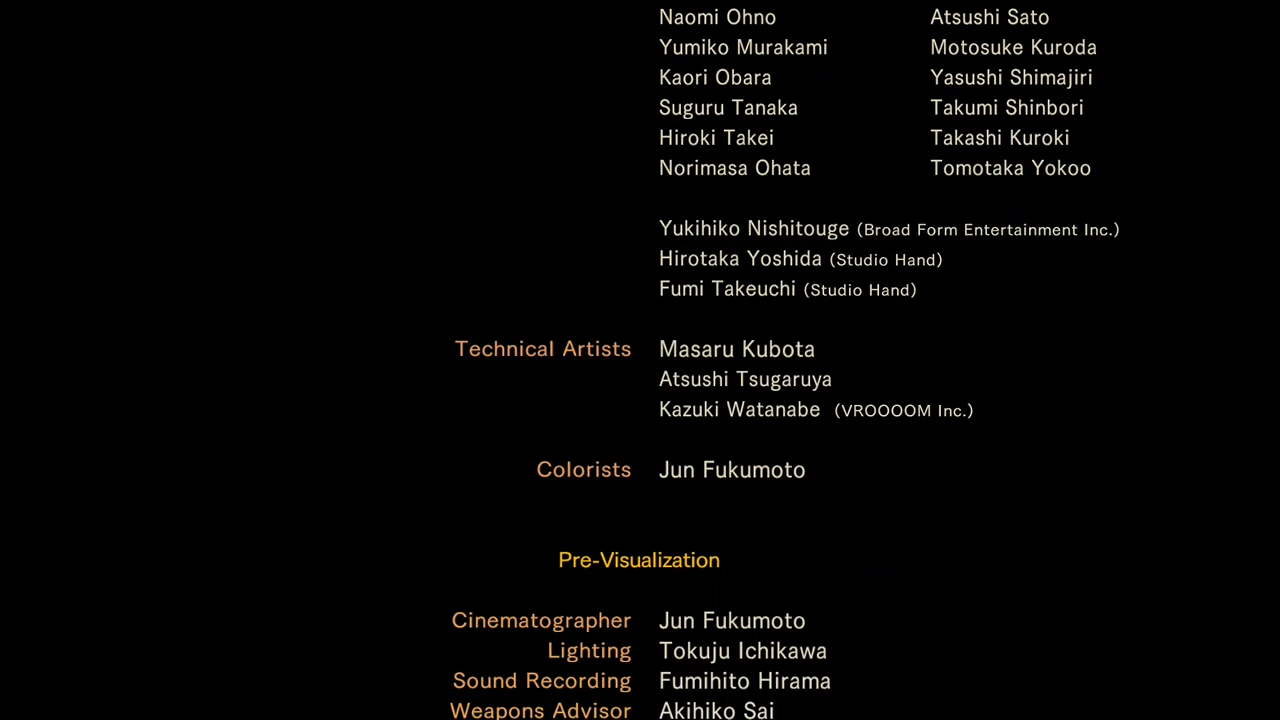 Naomi Ohno Atsushi Sato
Yumiko Murakami Motosuke Kuroda
Kaori Obara Yasushi Shimajiri
Suguru Tanaka Takumi Shinbori
Hiroki Takei Takashi Kuroki
Norimasa Ohata Tomotaka Yokoo
Yukihiko Nishitouge (Broad Form Entertainment Inc.)
Hirotaka Yoshida (Studio Hand)
Fumi Takeuchi (Studio Hand)
Technical Artists Masaru Kubota
Atsushi Tsugaruya
Kazuki Watanabe (VROOOOM Inc.)
Colorists Jun Fukumoto
Pre-Visualization
Cinematographer Jun Fukumoto
Lighting Tokuju Ichikawa
Sound Recording Fumihito Hirama
Weapons Advisor Akihiko Sai